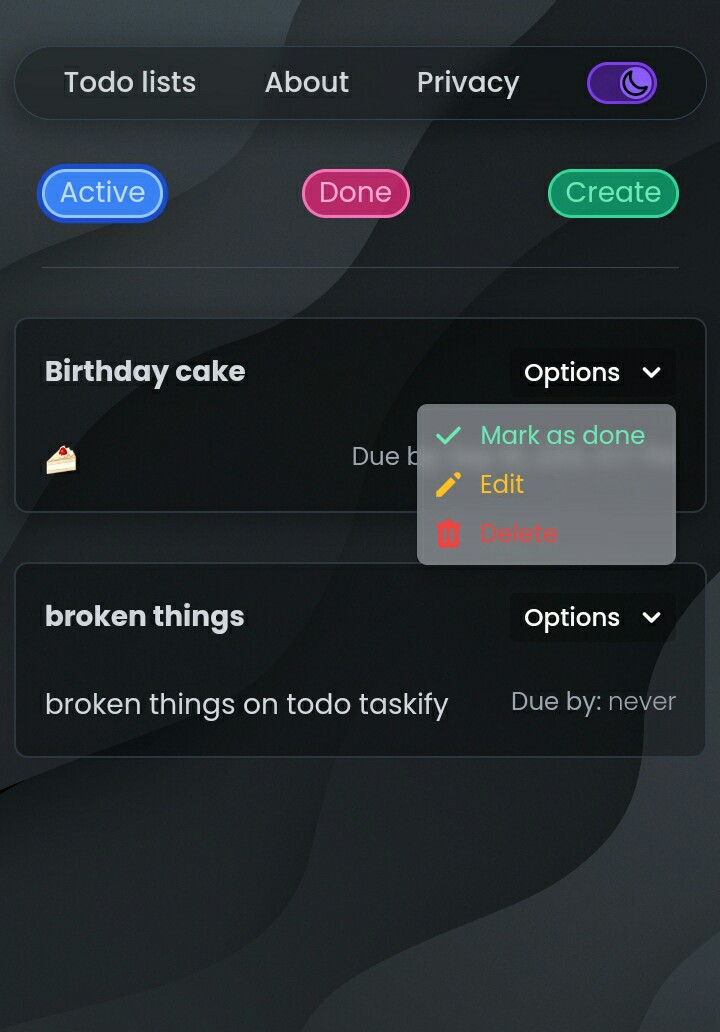 Todo lists About Privacy
Active Done Create
Birthday cake Options
Mark as done
Due
Edit
Delete
broken things Options
broken things on todo taskify Due by: never